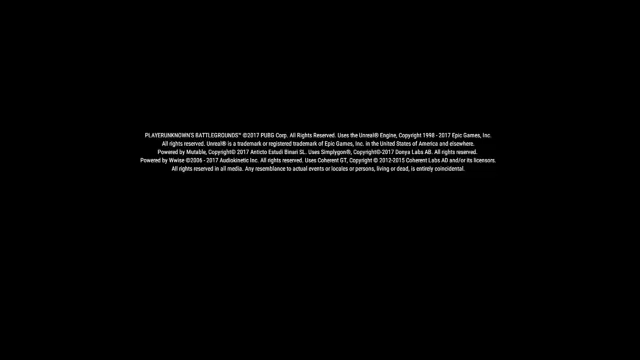 PLAYERUNKNOWN'S BATTLEGROUNDS™ ©2017 PUBG Corp. All Rights Reserved. Uses the Unreal® Engine, Copyright 1998 - 2017 Epic Games, Inc.
All rights reserved. Unreal® is a trademark or registered trademark of Epic Games, Inc. in the United States of America and elsewhere.
Powered by Mutable, Copyright© 2017 Anticto Estudi Binari SL. Uses Simplygon®, Copyright©-2017 Donya Labs AB. All rights reserved.
Powered by Wwise ©2006 - 2017 Audiokinetic Inc. All rights reserved. Uses Coherent GT, Copyright © 2012-2015 Coherent Labs AD and/or its licensors.
All rights reserved in all media. Any resemblance to actual events or locales or persons, living or dead, is entirely coincidental.